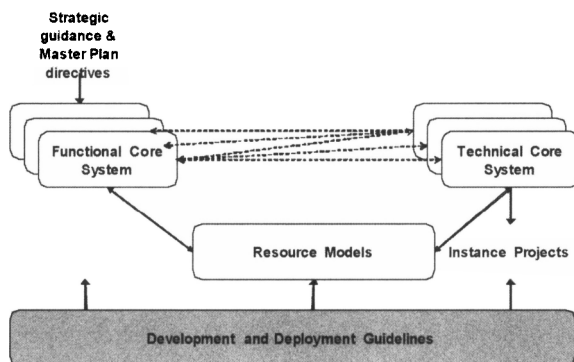 Strategic
guidance &
Master Plan
directives
Functional Core
System
Technical Core
System
Resource Models
Instance Projects
Development and Deployment Guidelines